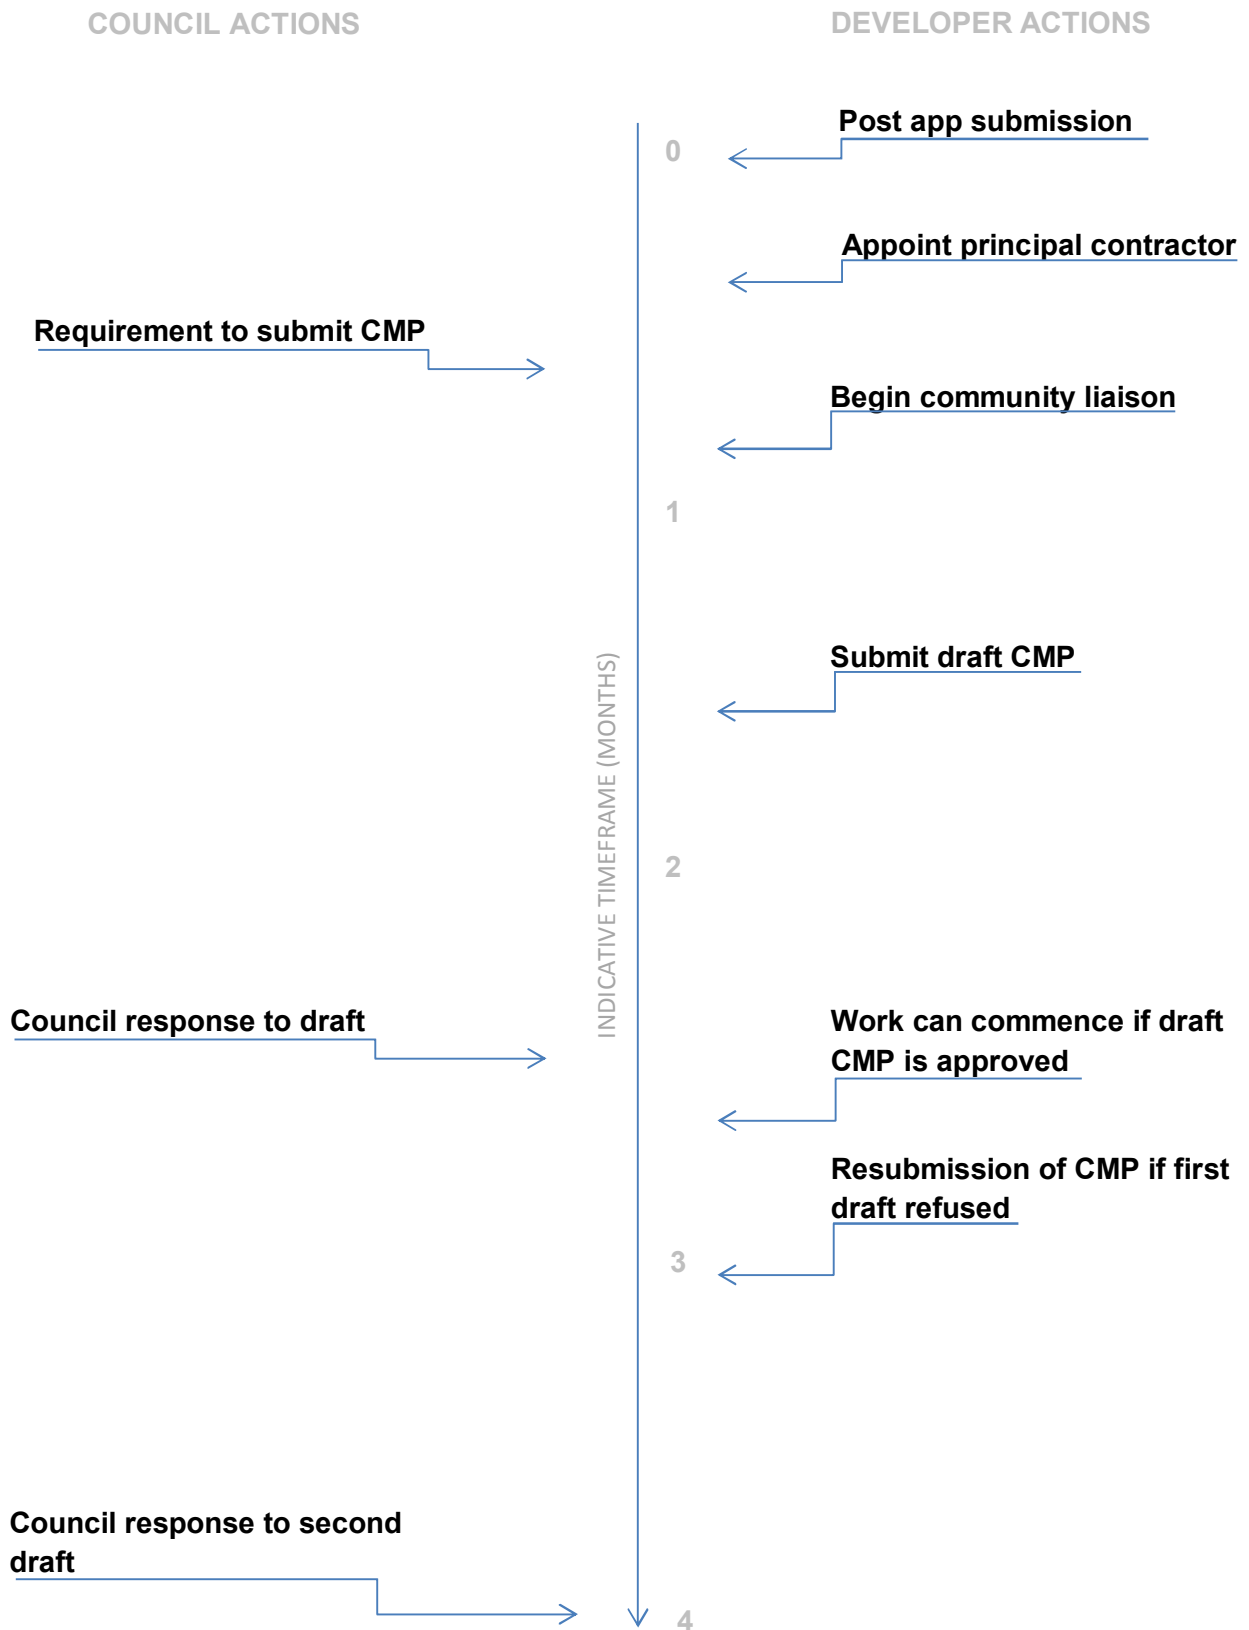 COUNCIL ACTIONS
DEVELOPER ACTIONS
Post app submission
0
Appoint principal contractor
Requirement to submit CMP
Begin community liaison
1
Submit draft CMP
INDICATIVE TIMEFRAME (MONTHS)
2
Council response to draft
Work can commence if draft
CMP is approved
Resubmission of CMP if first
draft refused
3
Council response to second
draft
4